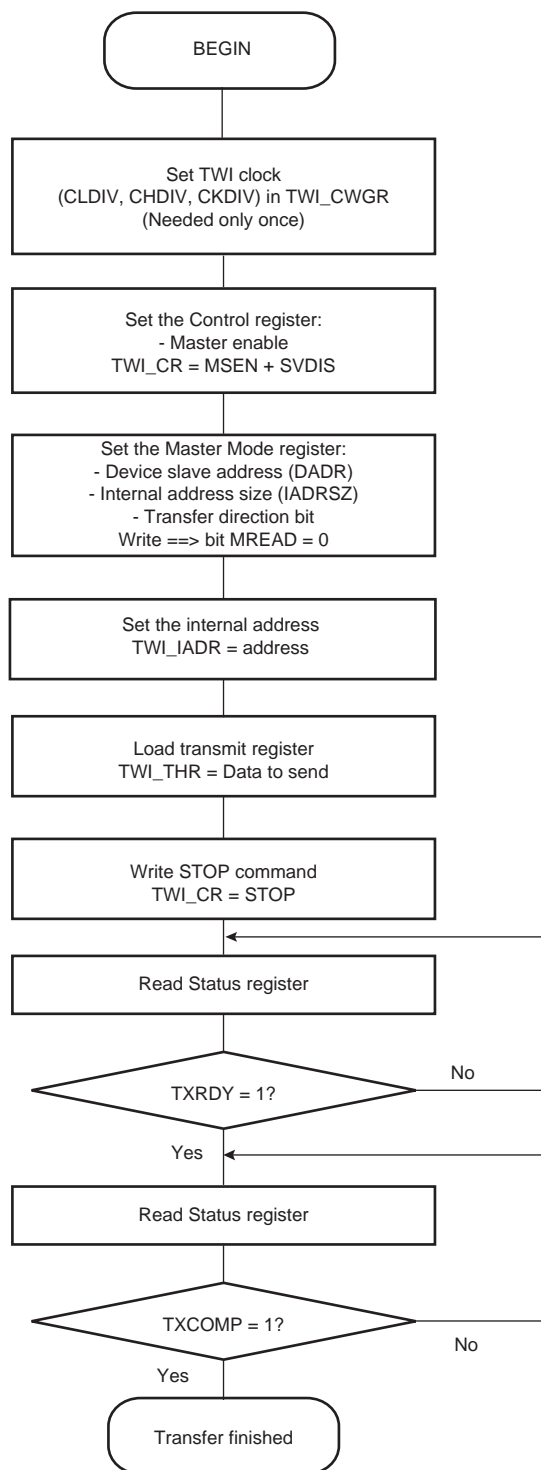 BEGIN
Set TWI clock
(CLDIV, CHDIV, CKDIV) in TWI_CWGR
(Needed only once)
Set the Control register:
- Master enable
TWI_CR = MSEN + SVDIS
Set the Master Mode register:
- Device slave address (DADR)
- Internal address size (IADRSZ)
- Transfer direction bit
Write ==> bit MREAD = 0
Set the internal address
TWI_IADR = address
Load transmit register
TWI_THR = Data to send
Write STOP command
TWI_CR = STOP
Read Status register
TXRDY = 1?
No
Yes
Read Status register
TXCOMP = 1?
No
Yes
Transfer finished